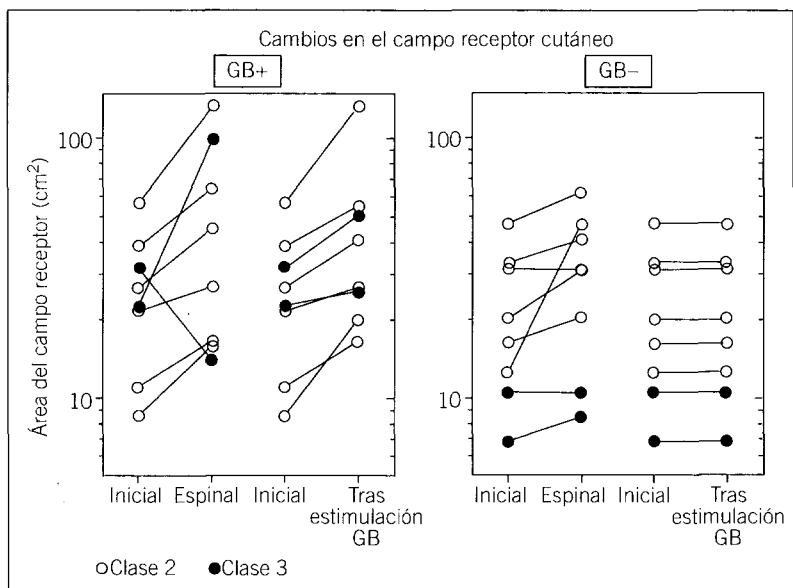 Cambios en el campo receptor cutáneo
GB+
GB−
Área del campo receptor (cm²)
100
10
100
10
Inicial Espinal Inicial Tras
estimulación
GB
Inicial Espinal Inicial Tras
estimulación
GB
○Clase 2 ●Clase 3